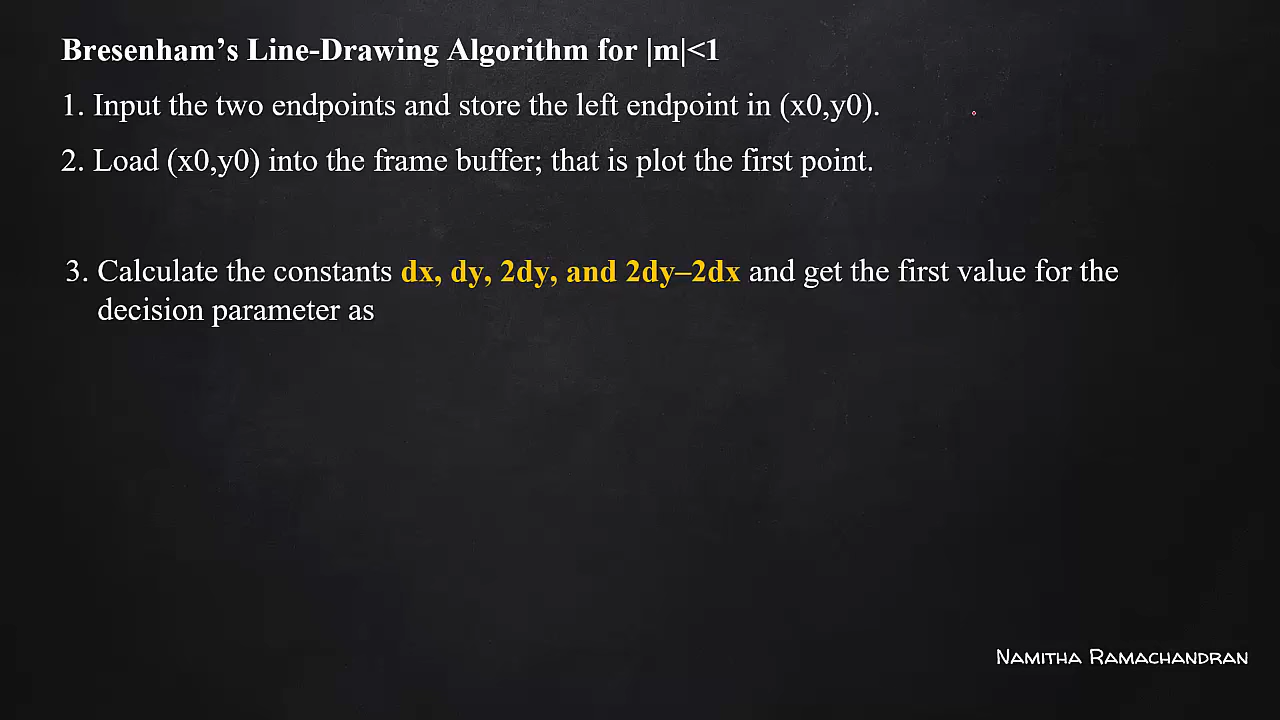 Bresenham’s Line-Drawing Algorithm for |m|<1
1. Input the two endpoints and store the left endpoint in (x0,y0).
2. Load (x0,y0) into the frame buffer; that is plot the first point.
3. Calculate the constants dx, dy, 2dy, and 2dy–2dx and get the first value for the
decision parameter as
Namitha Ramachandran